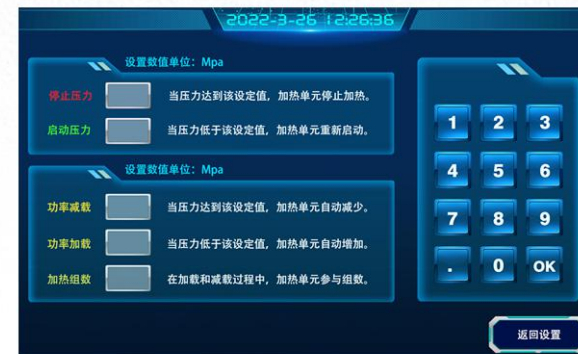 2022-3-26 12:26:36
设置数值单位：Mpa
停止压力 当压力达到该设定值，加热单元停止加热。
启动压力 当压力低于该设定值，加热单元重新启动。
设置数值单位：Mpa
功率减载 当压力达到该设定值，加热单元自动减少。
功率加载 当压力低于该设定值，加热单元自动增加。
加热组数 在加载和减载过程中，加热单元参与组数。
1 2 3
4 5 6
7 8 9
. 0 OK
返回设置